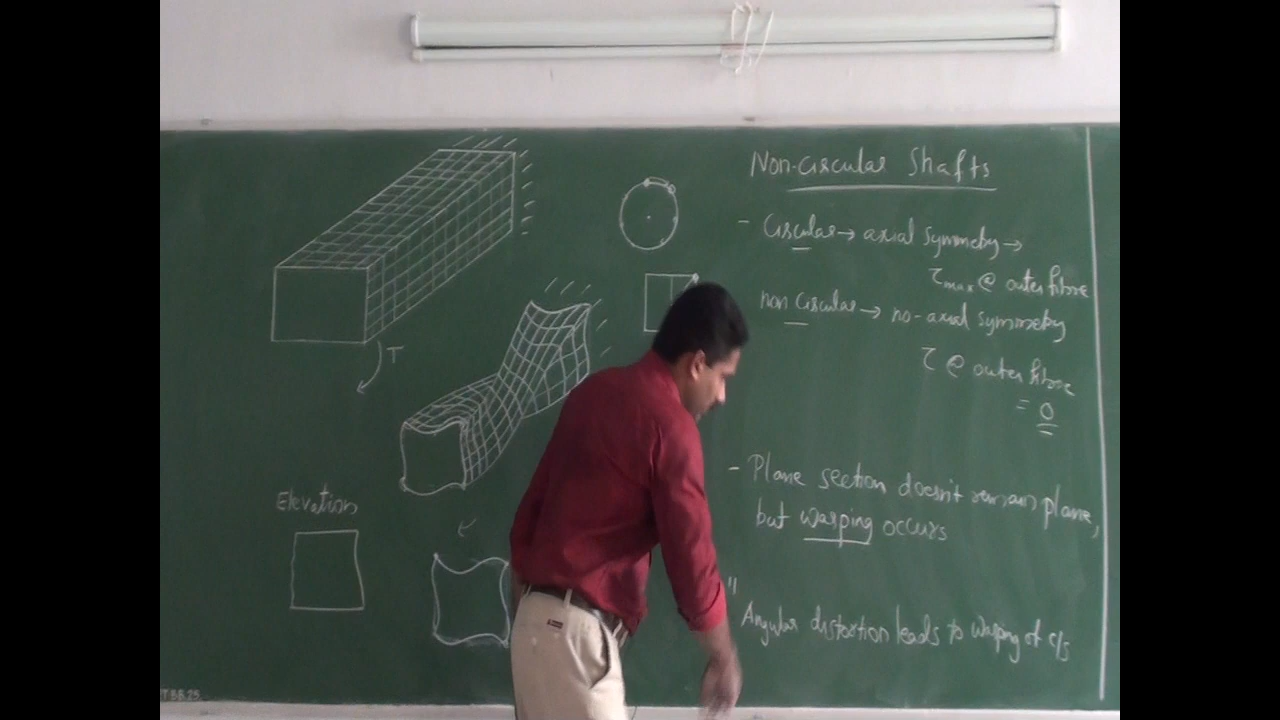 Non-circular Shafts
- Circular → axial symmetry →
τmax @ outer fibre
non circular → no-axial symmetry
τ @ outer fibre
= 0
- Plane section doesn't remain plane,
but warping occurs
"
Angular distortion leads to warping of c/s
T
Elevation